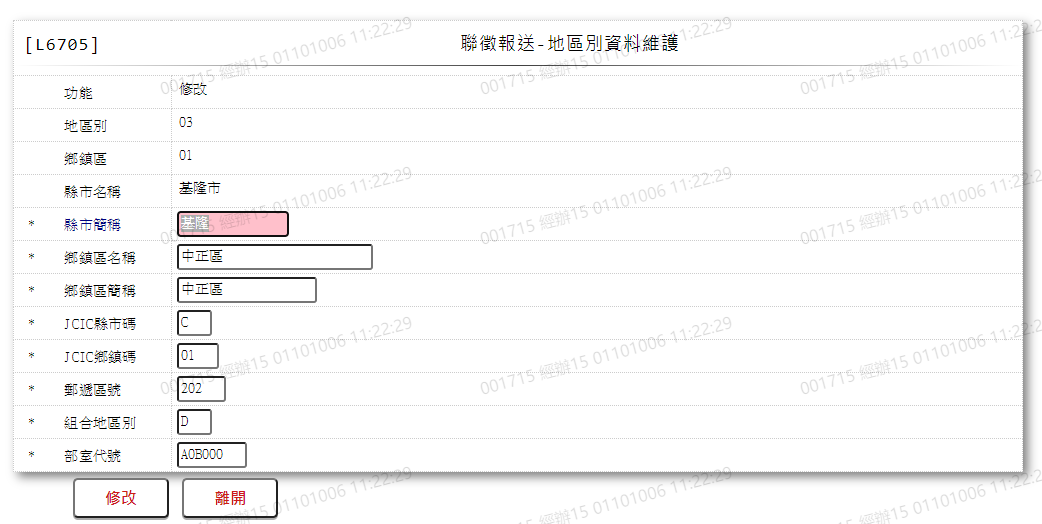 [L6705] 聯徵報送-地區別資料維護
功能 修改
地區別 03
鄉鎮區 01
縣市名稱 基隆市
* 縣市簡稱 基隆
* 鄉鎮區名稱 中正區
* 鄉鎮區簡稱 中正區
* JCIC縣市碼 C
* JCIC鄉鎮碼 01
* 郵遞區號 202
* 組合地區別 D
* 部室代號 A0B000
修改 離開
001715 經辦15 01101006 11:22:29